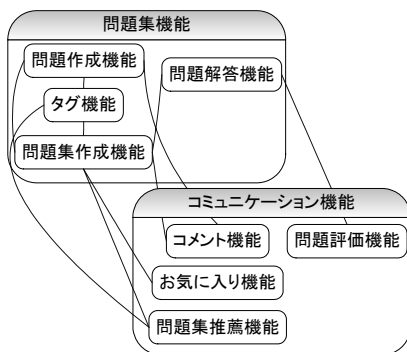 問題集機能
問題作成機能
問題解答機能
タグ機能
問題集作成機能
コミュニケーション機能
コメント機能
問題評価機能
お気に入り機能
問題集推薦機能